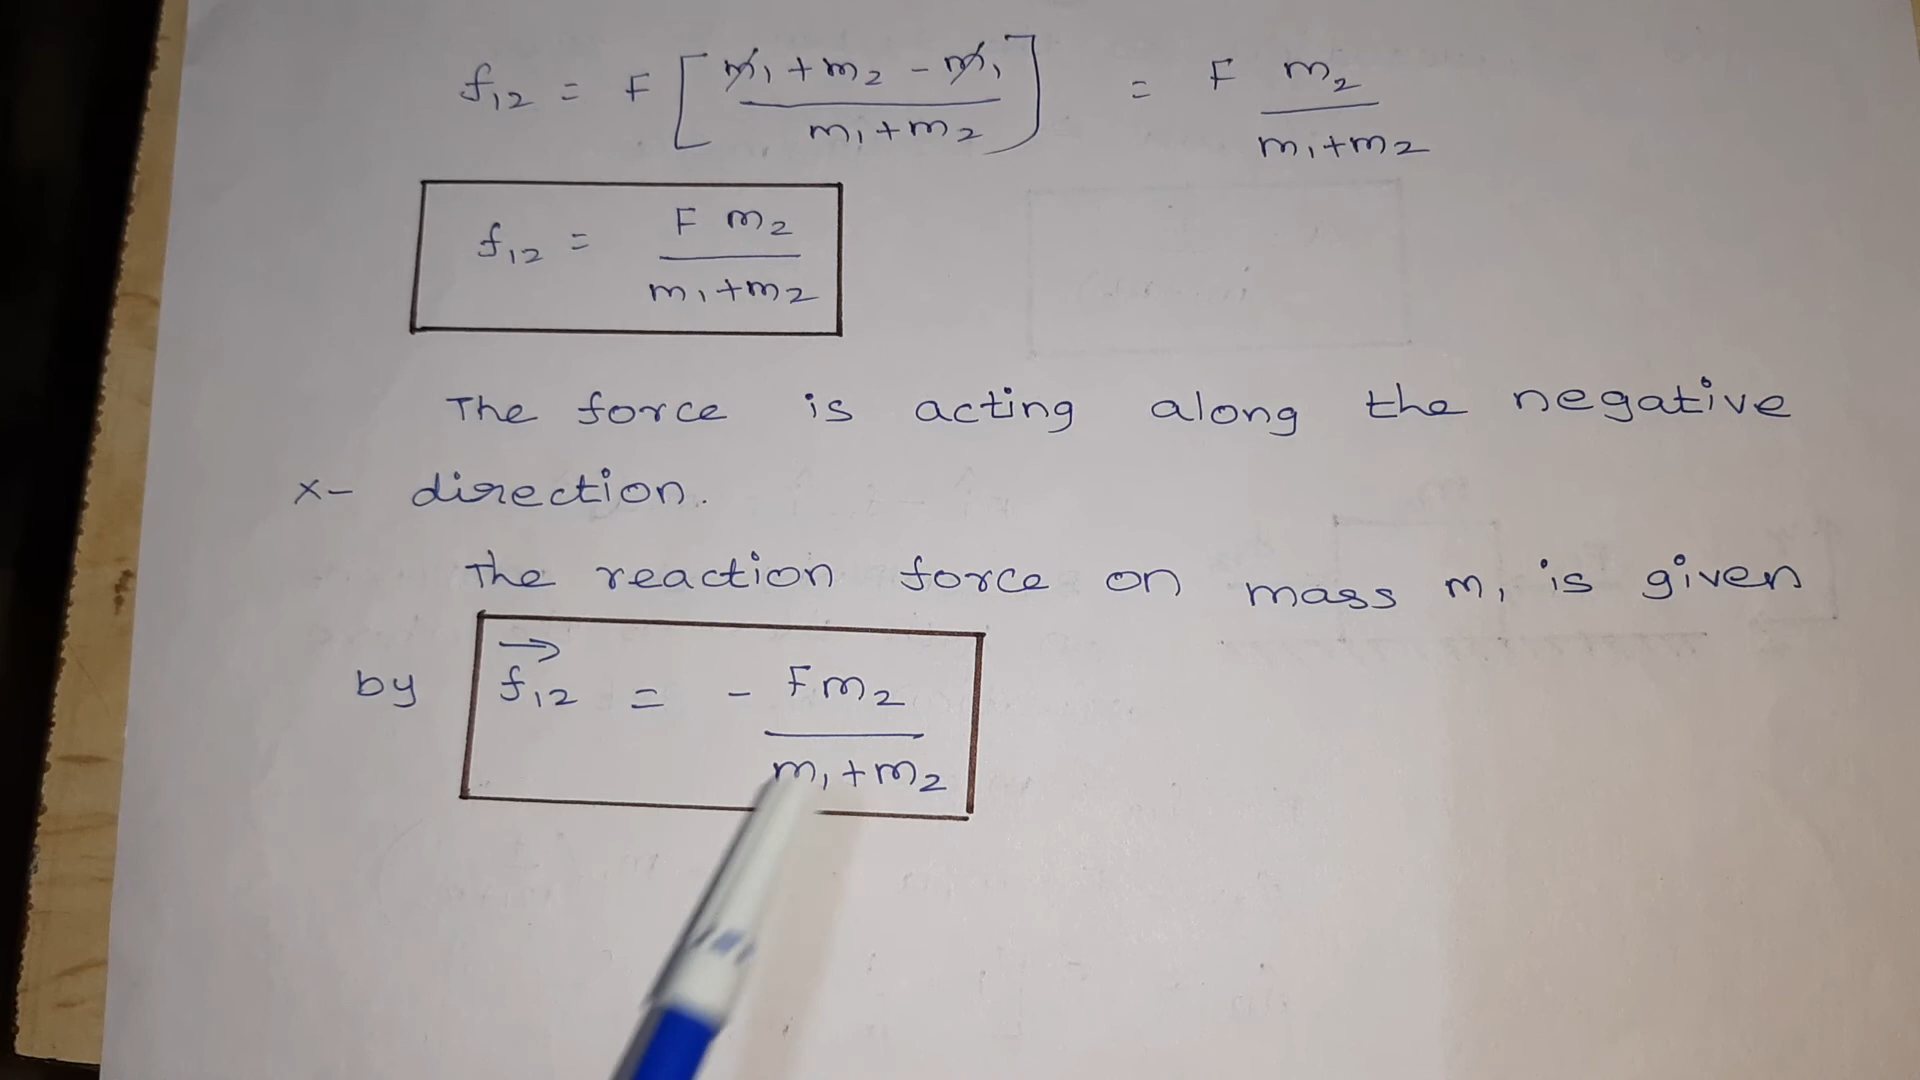 f₁₂ = F [ m₁ + m₂ - m₁ / m₁ + m₂ ] = F m₂ / m₁ + m₂
f₁₂ = F m₂ / m₁ + m₂
The force is acting along the negative
x- direction.
The reaction force on mass m₁ is given
by f⃗₁₂ = - F m₂ / m₁ + m₂